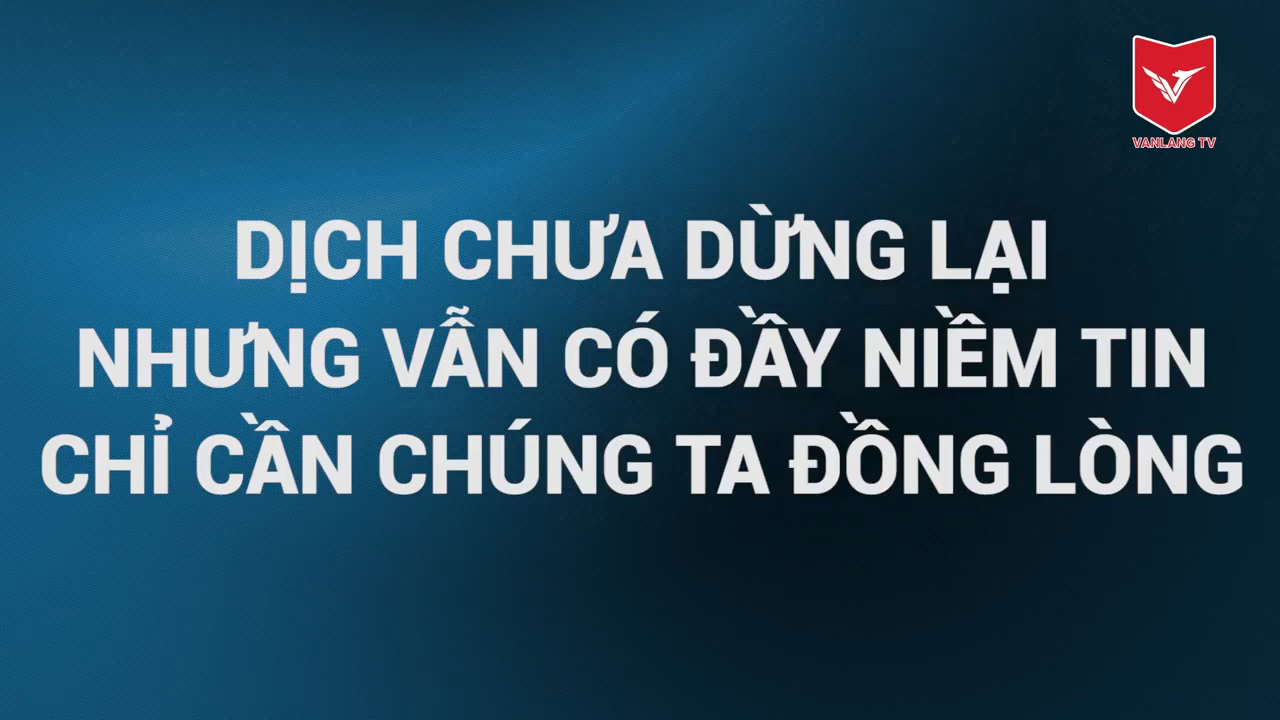 VANLANG TV
DỊCH CHƯA DỪNG LẠI
NHƯNG VẪN CÓ ĐẦY NIỀM TIN
CHỈ CẦN CHÚNG TA ĐỒNG LÒNG